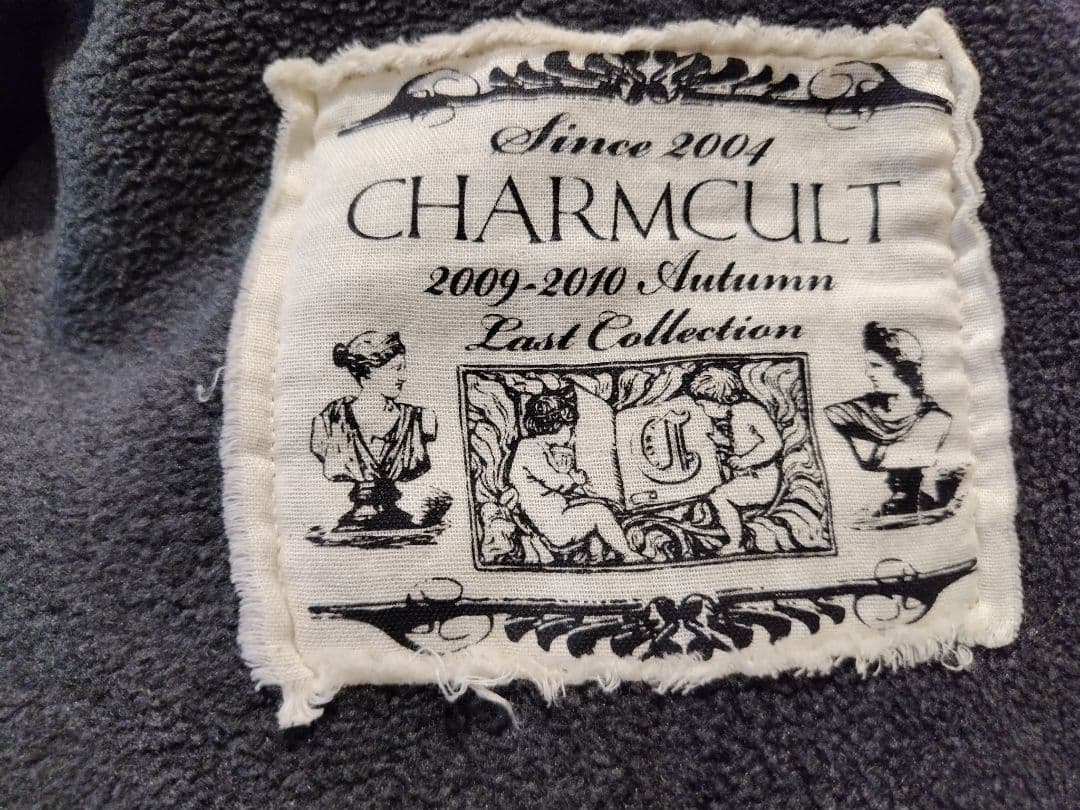 Since 2004
CHARMCULT
2009-2010 Autumn
Last Collection
C